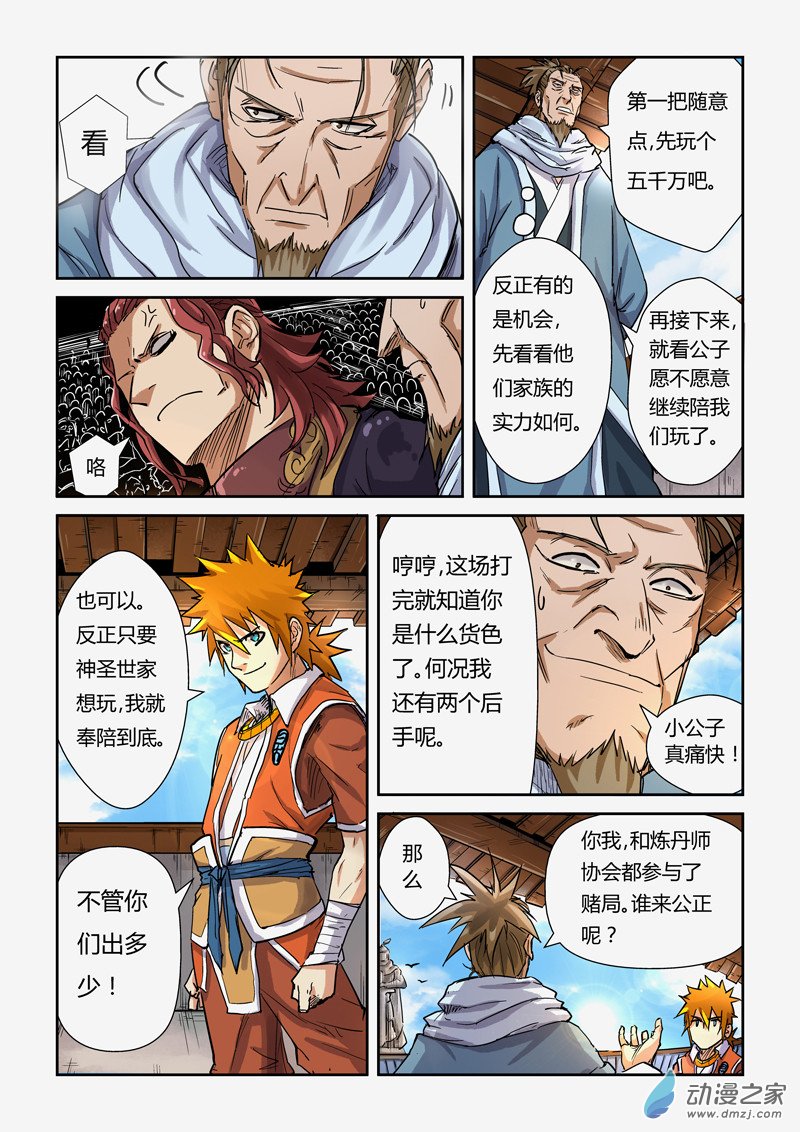 看
第一把随意
点，先玩个
五千万吧。
反正有的
是机会，
先看看他
们家族的
实力如何。
再接下来，
就看公子
愿不愿意
继续陪我
们玩了。
咯
也可以。
反正只要
神圣世家
想玩，我就
奉陪到底。
不管你
们出多
少！
哼哼，这场打
完就知道你
是什么货色
了。何况我
还有两个后
手呢。
小公子
真痛快！
那
么
你我，和炼丹师
协会都参与了
赌局。谁来公正
呢？
动漫之家
www.dmzj.com